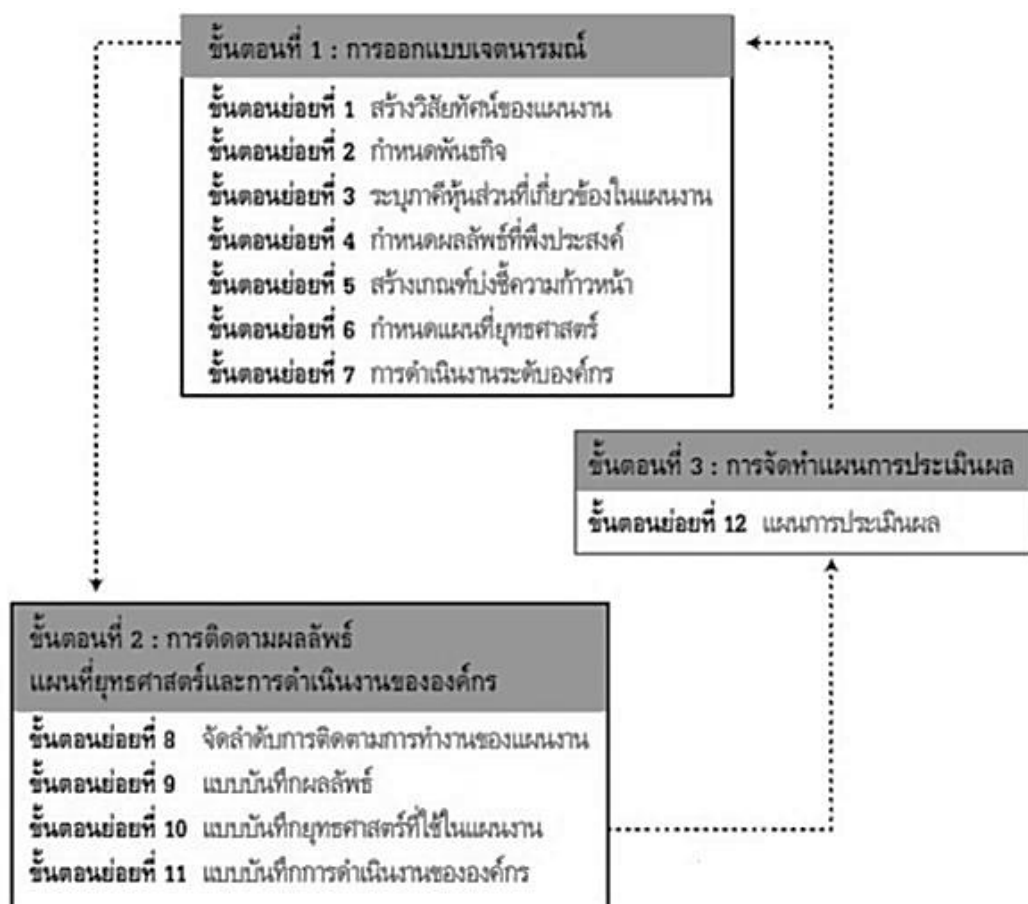 ขั้นตอนที่ 1 : การออกแบบเจตนารมณ์
ขั้นตอนย่อยที่ 1 สร้างวิสัยทัศน์ของแผนงาน
ขั้นตอนย่อยที่ 2 กำหนดพันธกิจ
ขั้นตอนย่อยที่ 3 ระบุภาคีหุ้นส่วนที่เกี่ยวข้องในแผนงาน
ขั้นตอนย่อยที่ 4 กำหนดผลลัพธ์ที่พึงประสงค์
ขั้นตอนย่อยที่ 5 สร้างเกณฑ์บ่งชี้ความก้าวหน้า
ขั้นตอนย่อยที่ 6 กำหนดแผนที่ยุทธศาสตร์
ขั้นตอนย่อยที่ 7 การดำเนินงานระดับองค์กร
ขั้นตอนที่ 2 : การติดตามผลลัพธ์
แผนที่ยุทธศาสตร์และการดำเนินงานขององค์กร
ขั้นตอนย่อยที่ 8 จัดลำดับการติดตามการทำงานของแผนงาน
ขั้นตอนย่อยที่ 9 แบบบันทึกผลลัพธ์
ขั้นตอนย่อยที่ 10 แบบบันทึกยุทธศาสตร์ที่ใช้ในแผนงาน
ขั้นตอนย่อยที่ 11 แบบบันทึกการดำเนินงานขององค์กร
ขั้นตอนที่ 3 : การจัดทำแผนการประเมินผล
ขั้นตอนย่อยที่ 12 แผนการประเมินผล